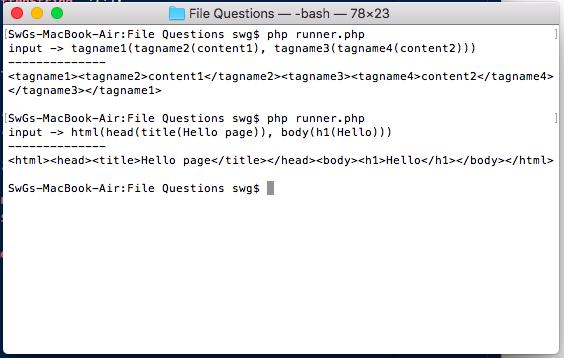 File Questions — -bash — 78×23
[SwGs-MacBook-Air:File Questions swg$ php runner.php ]
input -> tagname1(tagname2(content1), tagname3(tagname4(content2)))
--------------
<tagname1><tagname2>content1</tagname2><tagname3><tagname4>content2</tagname4>
</tagname3></tagname1>
[SwGs-MacBook-Air:File Questions swg$ php runner.php ]
input -> html(head(title(Hello page)), body(h1(Hello)))
--------------
<html><head><title>Hello page</title></head><body><h1>Hello</h1></body></html>
SwGs-MacBook-Air:File Questions swg$